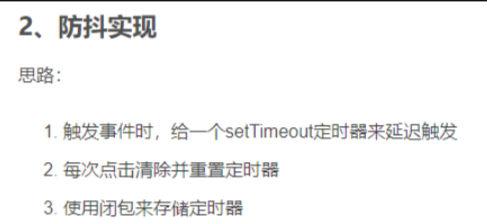 2、防抖实现
思路：
1. 触发事件时，给一个setTimeout定时器来延迟触发
2. 每次点击清除并重置定时器
3. 使用闭包来存储定时器